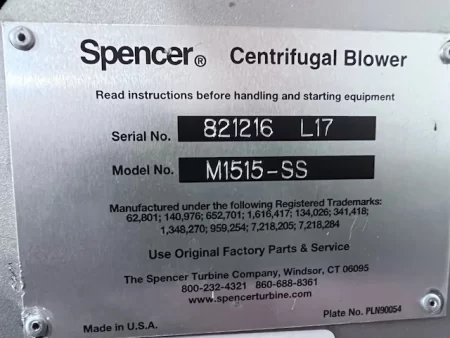 Spencer® Centrifugal Blower
Read instructions before handling and starting equipment
Serial No. 821216 L17
Model No. M1515-SS
Manufactured under the following Registered Trademarks:
62,801; 140,976; 652,701; 1,616,417; 134,026; 341,418;
1,348,270; 959,254; 7,218,205; 7,218,284
Use Original Factory Parts & Service
The Spencer Turbine Company, Windsor, CT 06095
800-232-4321 860-688-8361
www.spencerturbine.com
Made in U.S.A. Plate No. PLN90054